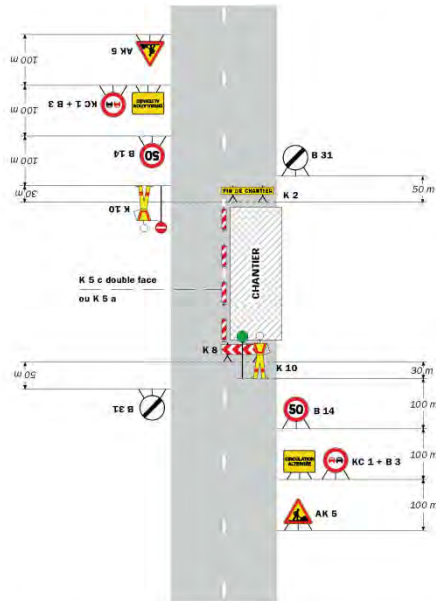 AK 5
100 m
100 m
KC 1 + B 3
CIRCULATION
ALTERNÉE
100 m
50
B 14
B 31
30 m
K 10
FIN DE CHANTIER
K 2
50 m
CHANTIER
K 5 c double face
ou K 5 a
K 8
K 10
50 m
30 m
B 31
50
B 14
100 m
CIRCULATION
ALTERNÉE
KC 1 + B 3
100 m
AK 5
100 m